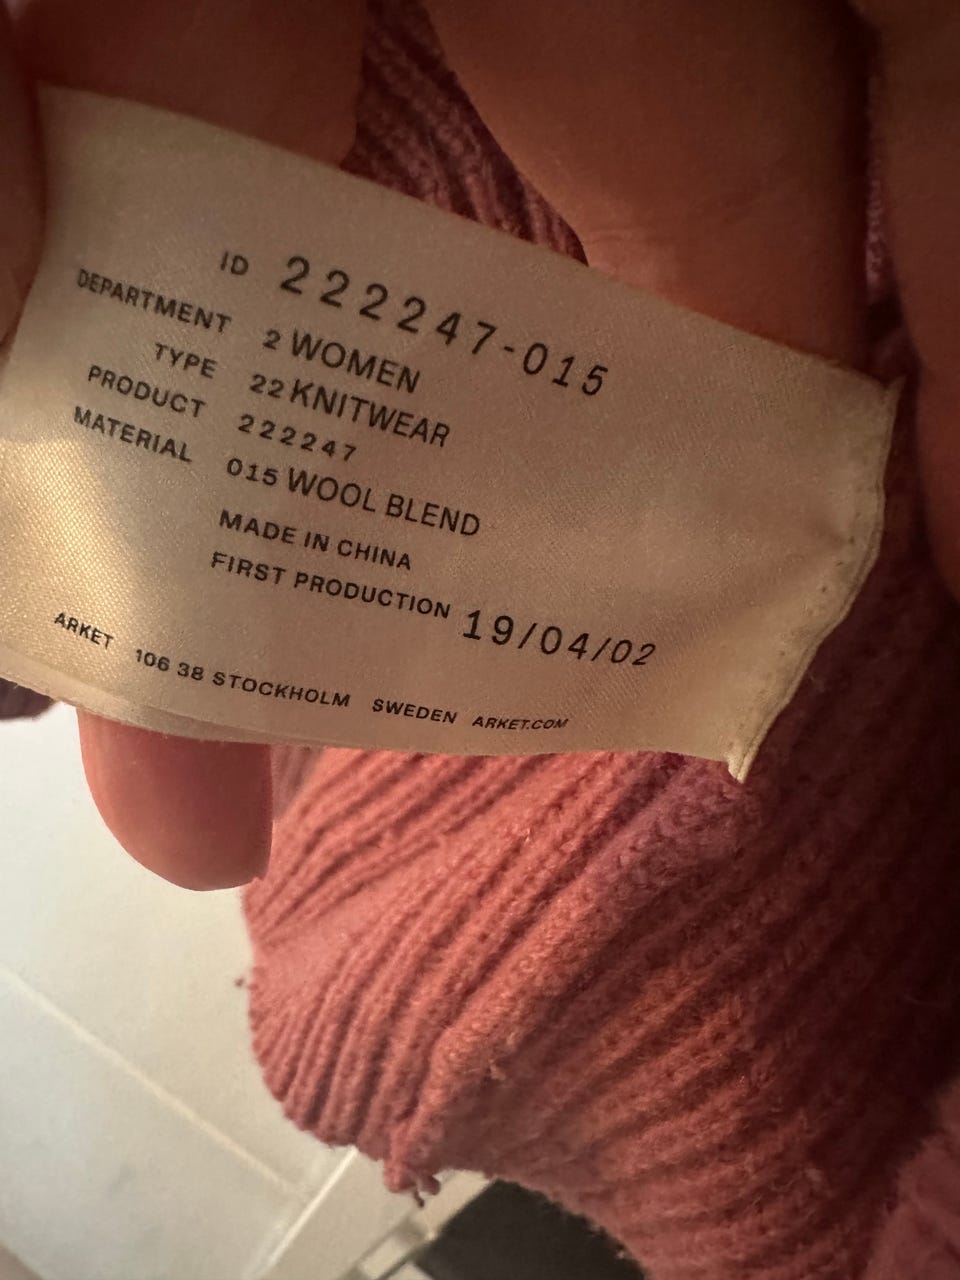 ID 222247-015
DEPARTMENT 2 WOMEN
TYPE 22 KNITWEAR
PRODUCT 222247
MATERIAL 015 WOOL BLEND
MADE IN CHINA
FIRST PRODUCTION 19/04/02
ARKET 106 38 STOCKHOLM SWEDEN ARKET.COM